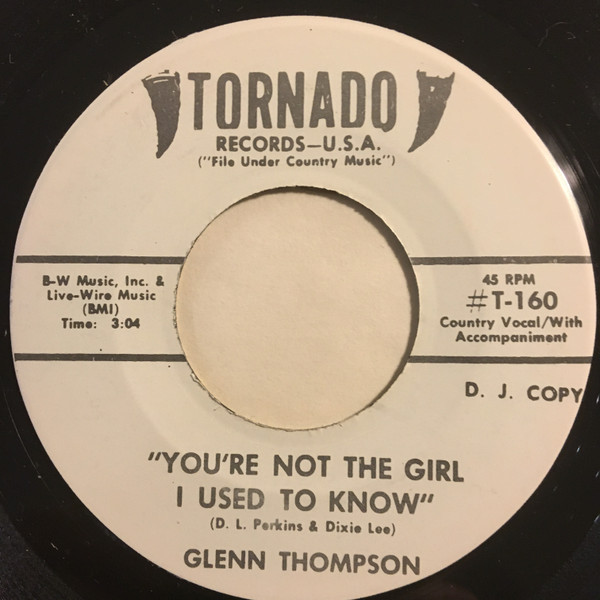 TORNADO
RECORDS—U.S.A.
("File Under Country Music")
B-W Music, Inc. &
Live-Wire Music
(BMI)
Time: 3:04
45 RPM
#T-160
Country Vocal/With
Accompaniment
D. J. COPY
"YOU'RE NOT THE GIRL
I USED TO KNOW"
(D. L. Perkins & Dixie Lee)
GLENN THOMPSON